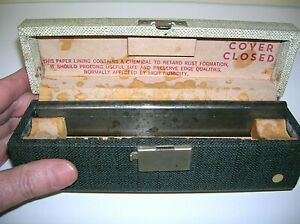 COVER
CLOSED
THIS PAPER LINING CONTAINS A CHEMICAL TO RETARD RUST FORMATION.
IT SHOULD PROLONG USEFUL LIFE AND PRESERVE EDGE QUALITIES,
NORMALLY AFFECTED BY HIGH HUMIDITY.